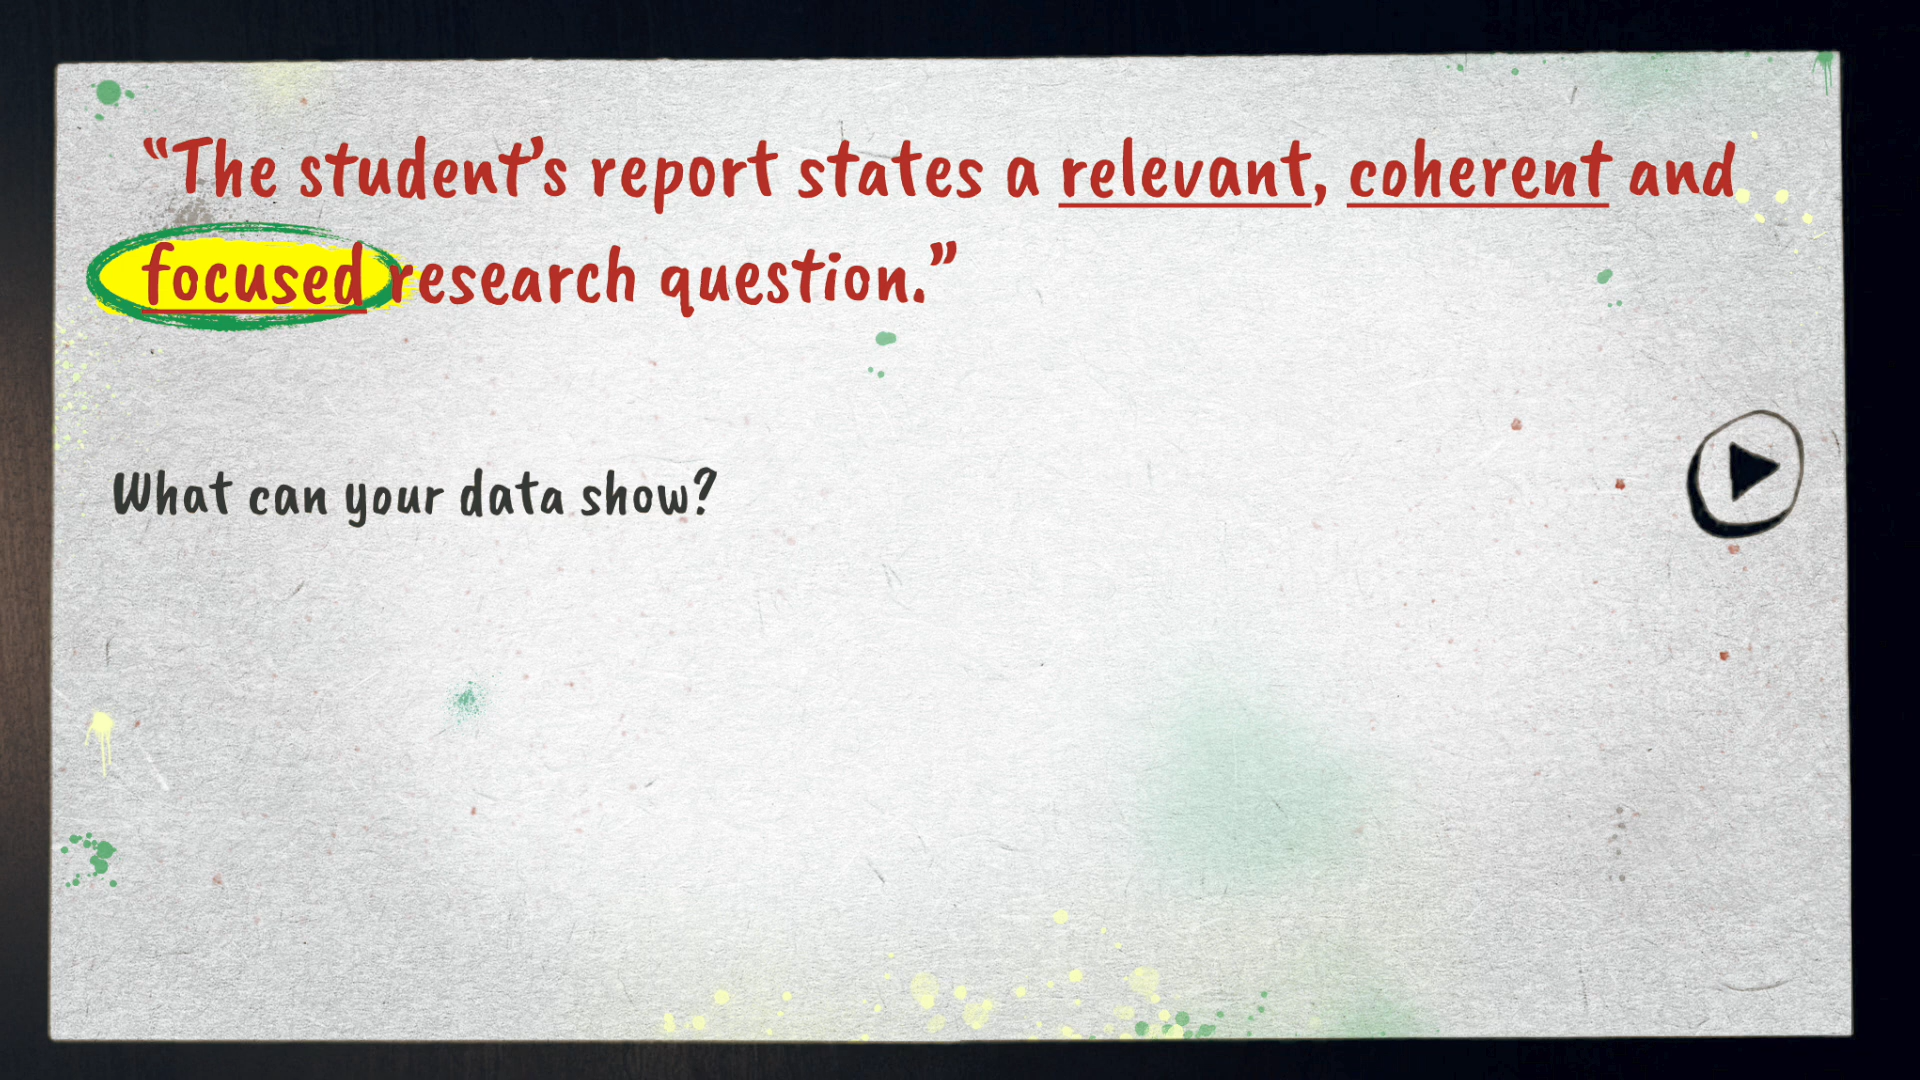 “The student’s report states a relevant, coherent and
focused research question.”
What can your data show?